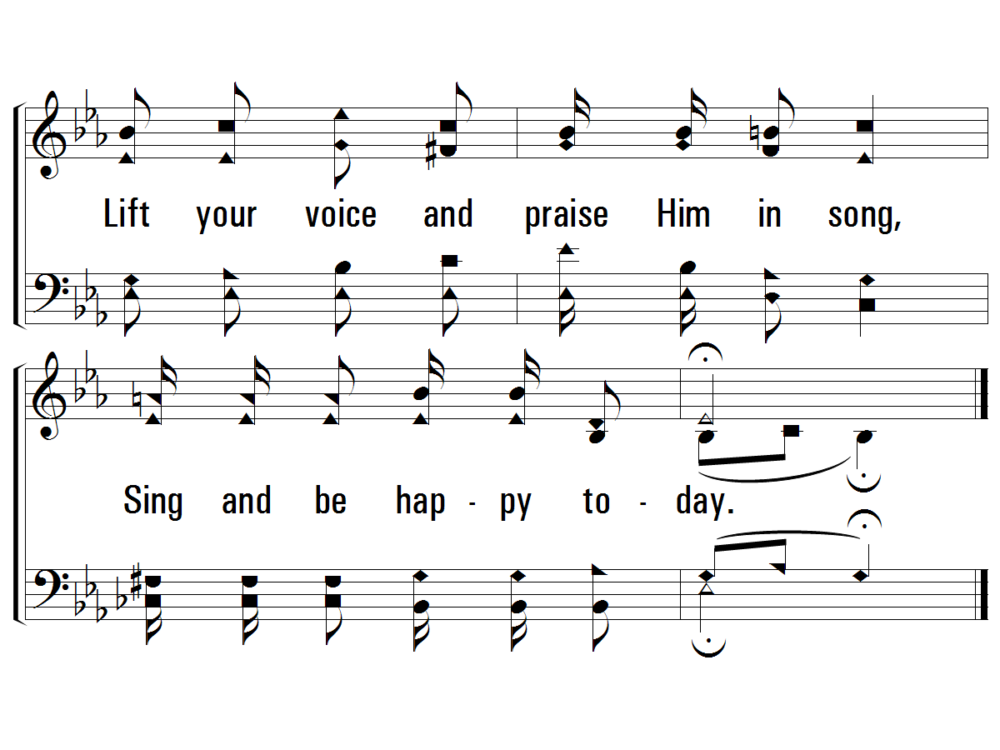 Lift your voice and praise Him in song,
Sing and be hap - py to - day.